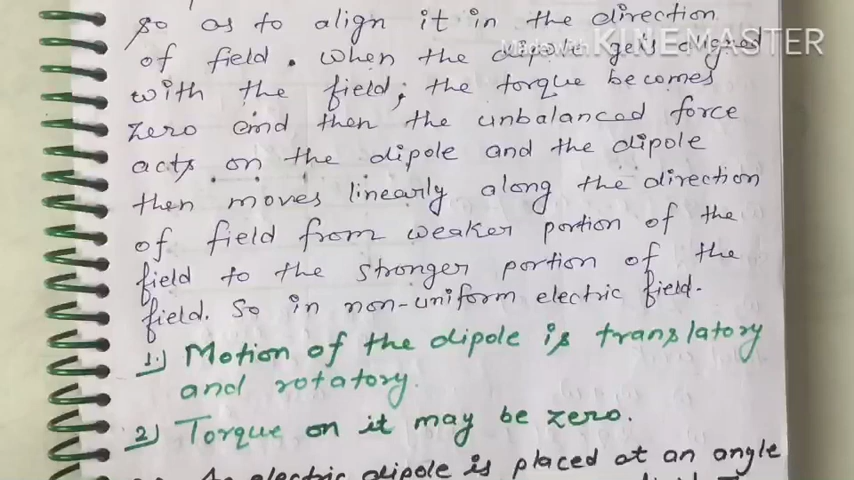 so as to align it in the direction
of field. when the dipole gets aligned
with the field; the torque becomes
zero and then the unbalanced force
acts on the dipole and the dipole
then moves linearly along the direction
of field from weaker portion of the
field to the stronger portion of the
field. So in non-uniform electric field.
1) Motion of the dipole is translatory
and rotatory.
2) Torque on it may be zero.
An electric dipole is placed at an angle
Made with KINEMASTER